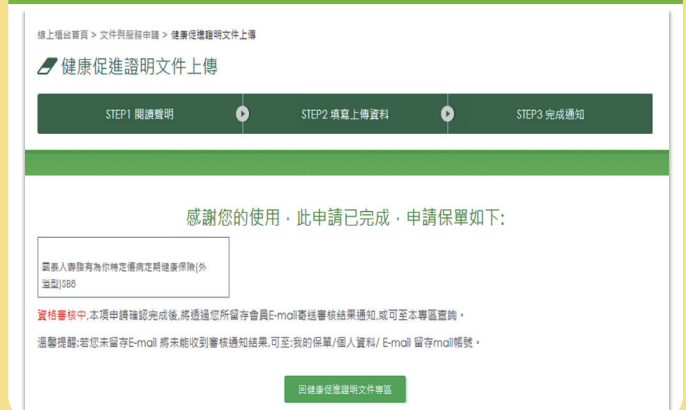 線上櫃台首頁 > 文件與服務申請 > 健康促進證明文件上傳
健康促進證明文件上傳
STEP1 閱讀聲明
STEP2 填寫上傳資料
STEP3 完成通知
感謝您的使用，此申請已完成，申請保單如下:
國泰人壽有為你特定傷病定期健康保險(外
溢型)SBB
資格審核中,本項申請確認完成後,將透過您所留存會員E-mail寄送審核結果通知,或可至本專區查詢。
溫馨提醒:若您未留存E-mail 將未能收到審核通知結果,可至:我的保單/個人資料/ E-mail 留存mail帳號。
回健康促進證明文件專區